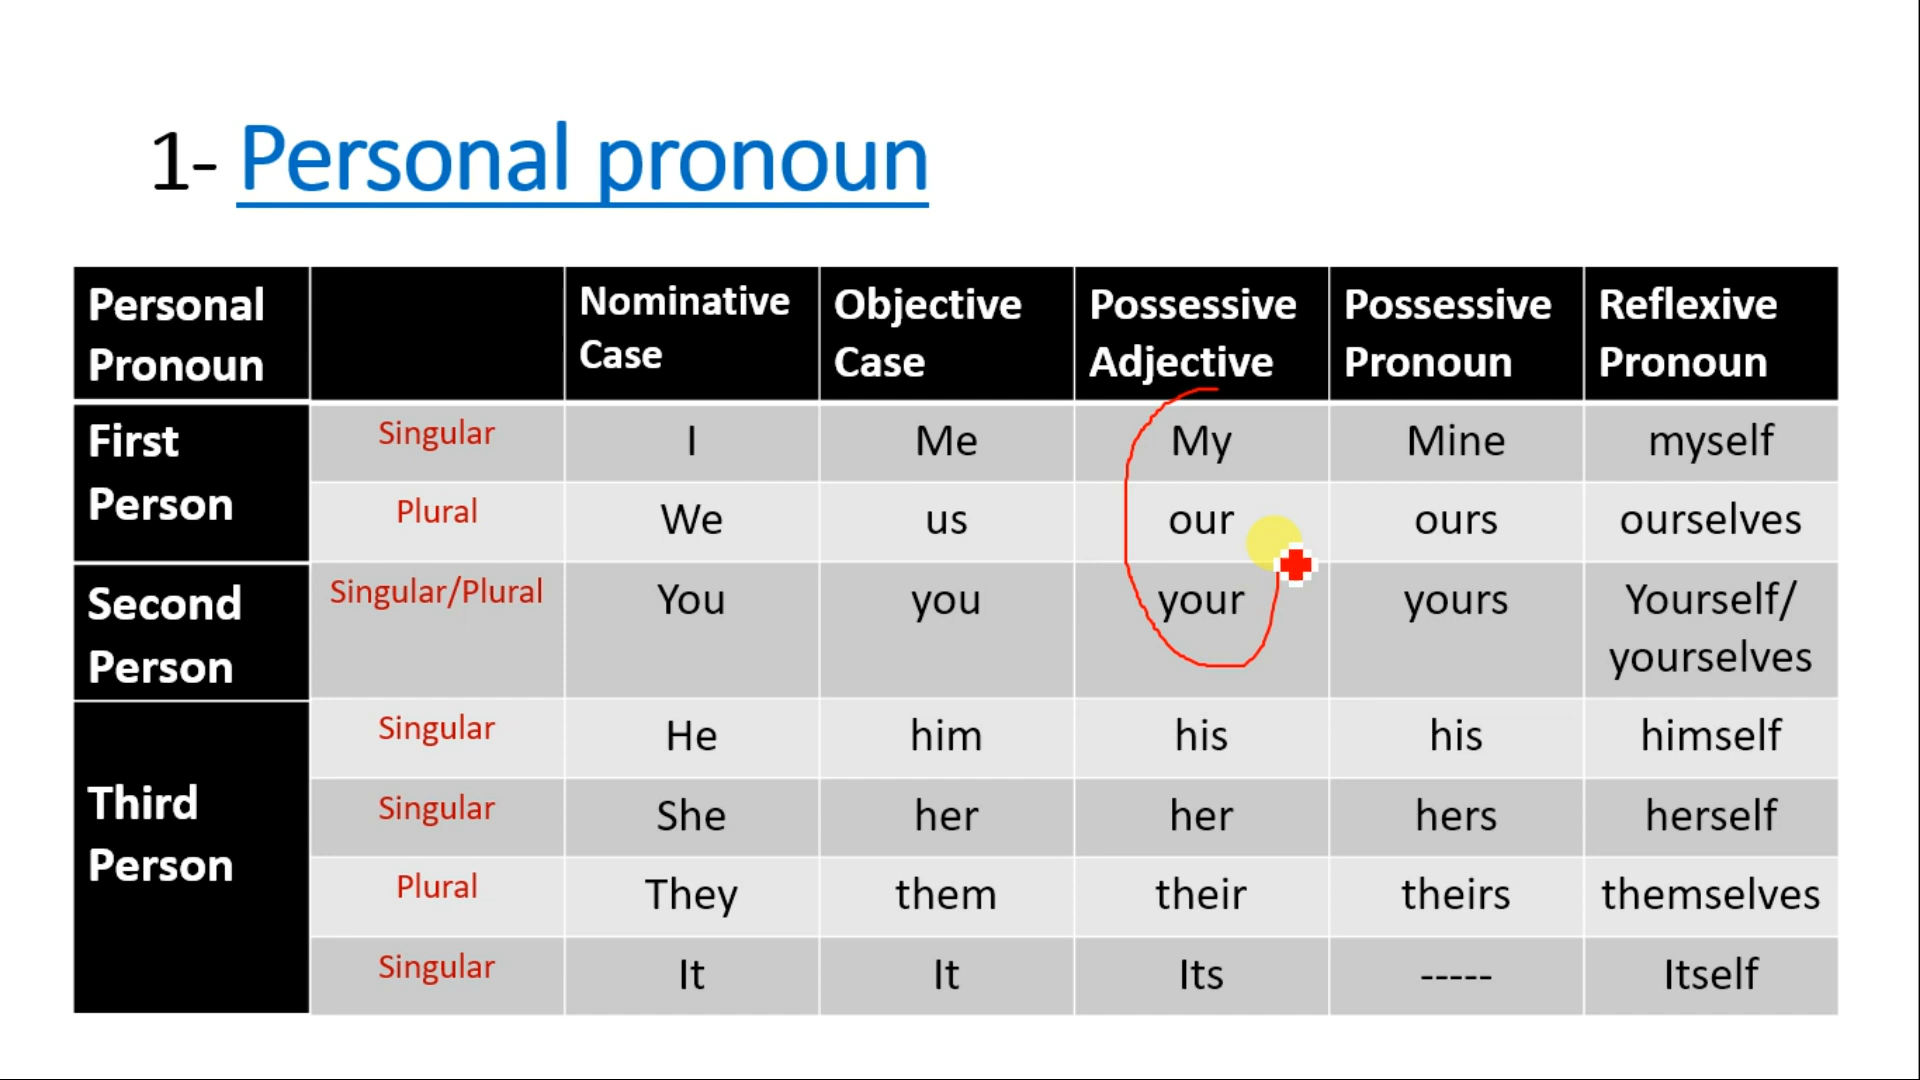 1- Personal pronoun
Personal Pronoun | | Nominative Case | Objective Case | Possessive Adjective | Possessive Pronoun | Reflexive Pronoun
First Person | Singular | I | Me | My | Mine | myself
Plural | We | us | our | ours | ourselves
Second Person | Singular/Plural | You | you | your | yours | Yourself/ yourselves
Third Person | Singular | He | him | his | his | himself
Singular | She | her | her | hers | herself
Plural | They | them | their | theirs | themselves
Singular | It | It | Its | ----- | Itself